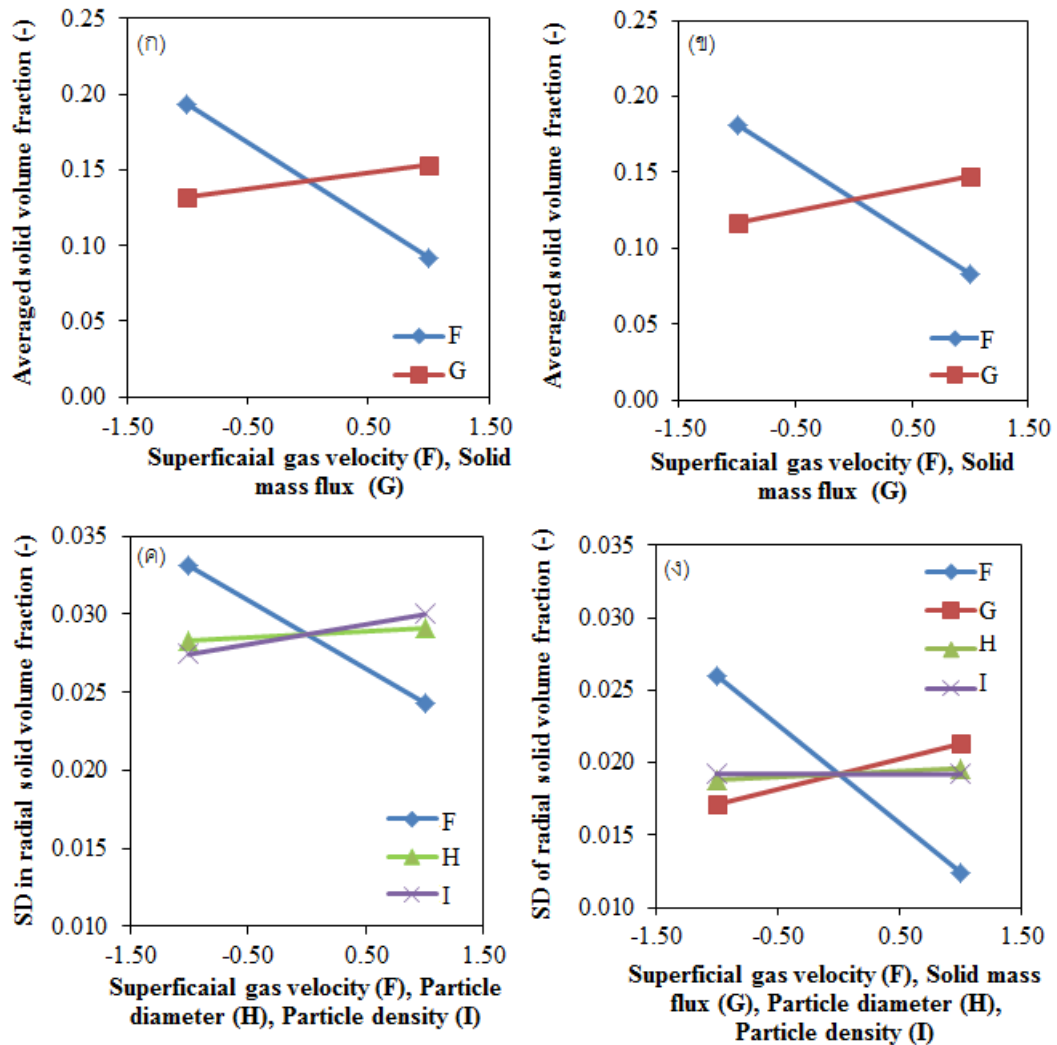 Averaged solid volume fraction (-)
0.25
0.20
0.15
0.10
0.05
0.00
(ก)
F
G
-1.50
-0.50
0.50
1.50
Superficaial gas velocity (F), Solid
mass flux (G)
Averaged solid volume fraction (-)
0.25
0.20
0.15
0.10
0.05
0.00
(ข)
F
G
-1.50
-0.50
0.50
1.50
Superficaial gas velocity (F), Solid
mass flux (G)
SD in radial solid volume fraction (-)
0.035
0.030
0.025
0.020
0.015
0.010
(ค)
F
H
I
-1.50
-0.50
0.50
1.50
Superficaial gas velocity (F), Particle
diameter (H), Particle density (I)
SD of radial solid volume fraction (-)
0.035
0.030
0.025
0.020
0.015
0.010
(ง)
F
G
H
I
-1.50
-0.50
0.50
1.50
Superficial gas velocity (F), Solid mass
flux (G), Particle diameter (H),
Particle density (I)